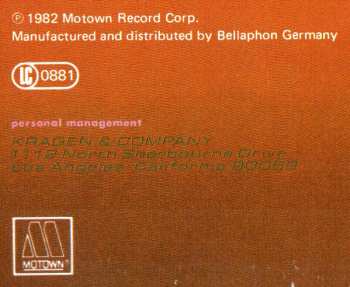 ℗ 1982 Motown Record Corp.
Manufactured and distributed by Bellaphon Germany
LC 0881
personal management
KRAGEN & COMPANY
1112 North Sherbourne Drive
Los Angeles, California 90069
MOTOWN®